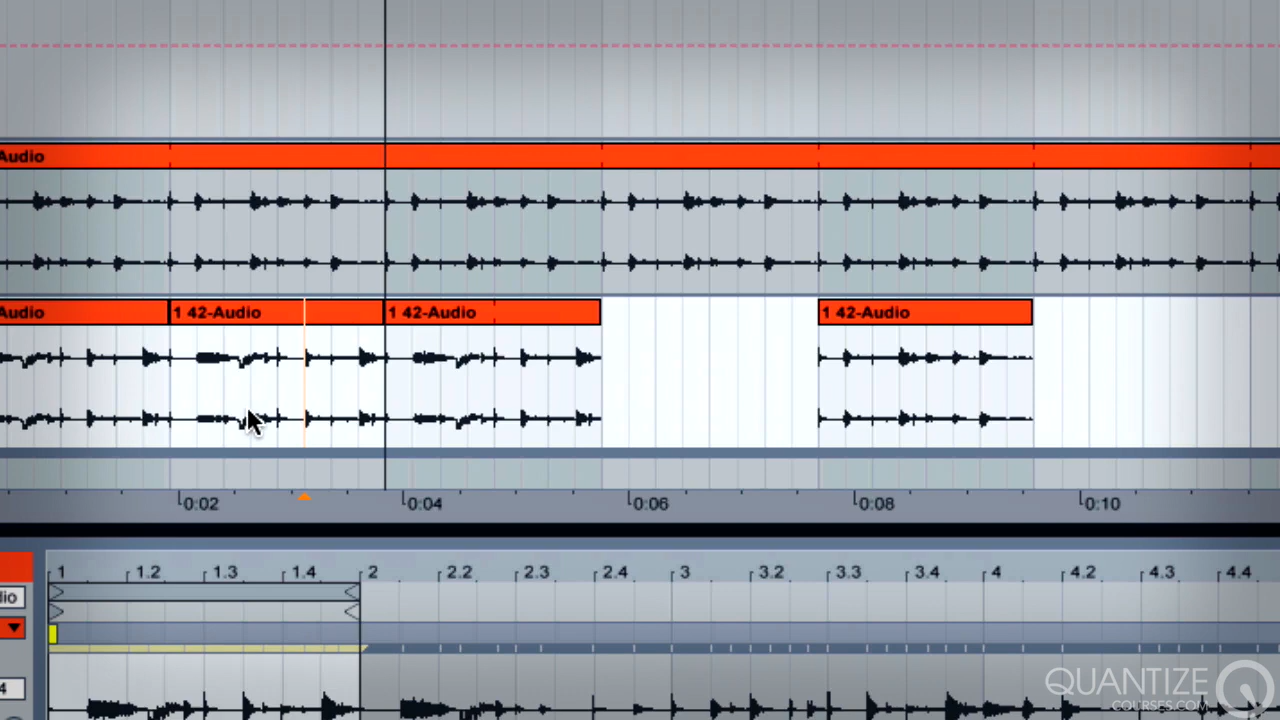 Audio
Audio 1 42-Audio 1 42-Audio 1 42-Audio
0:02 0:04 0:06 0:08 0:10
1 1.2 1.3 1.4 2 2.2 2.3 2.4 3 3.2 3.3 3.4 4 4.2 4.3 4.4
dio
4
QUANTIZE
COURSES.COM